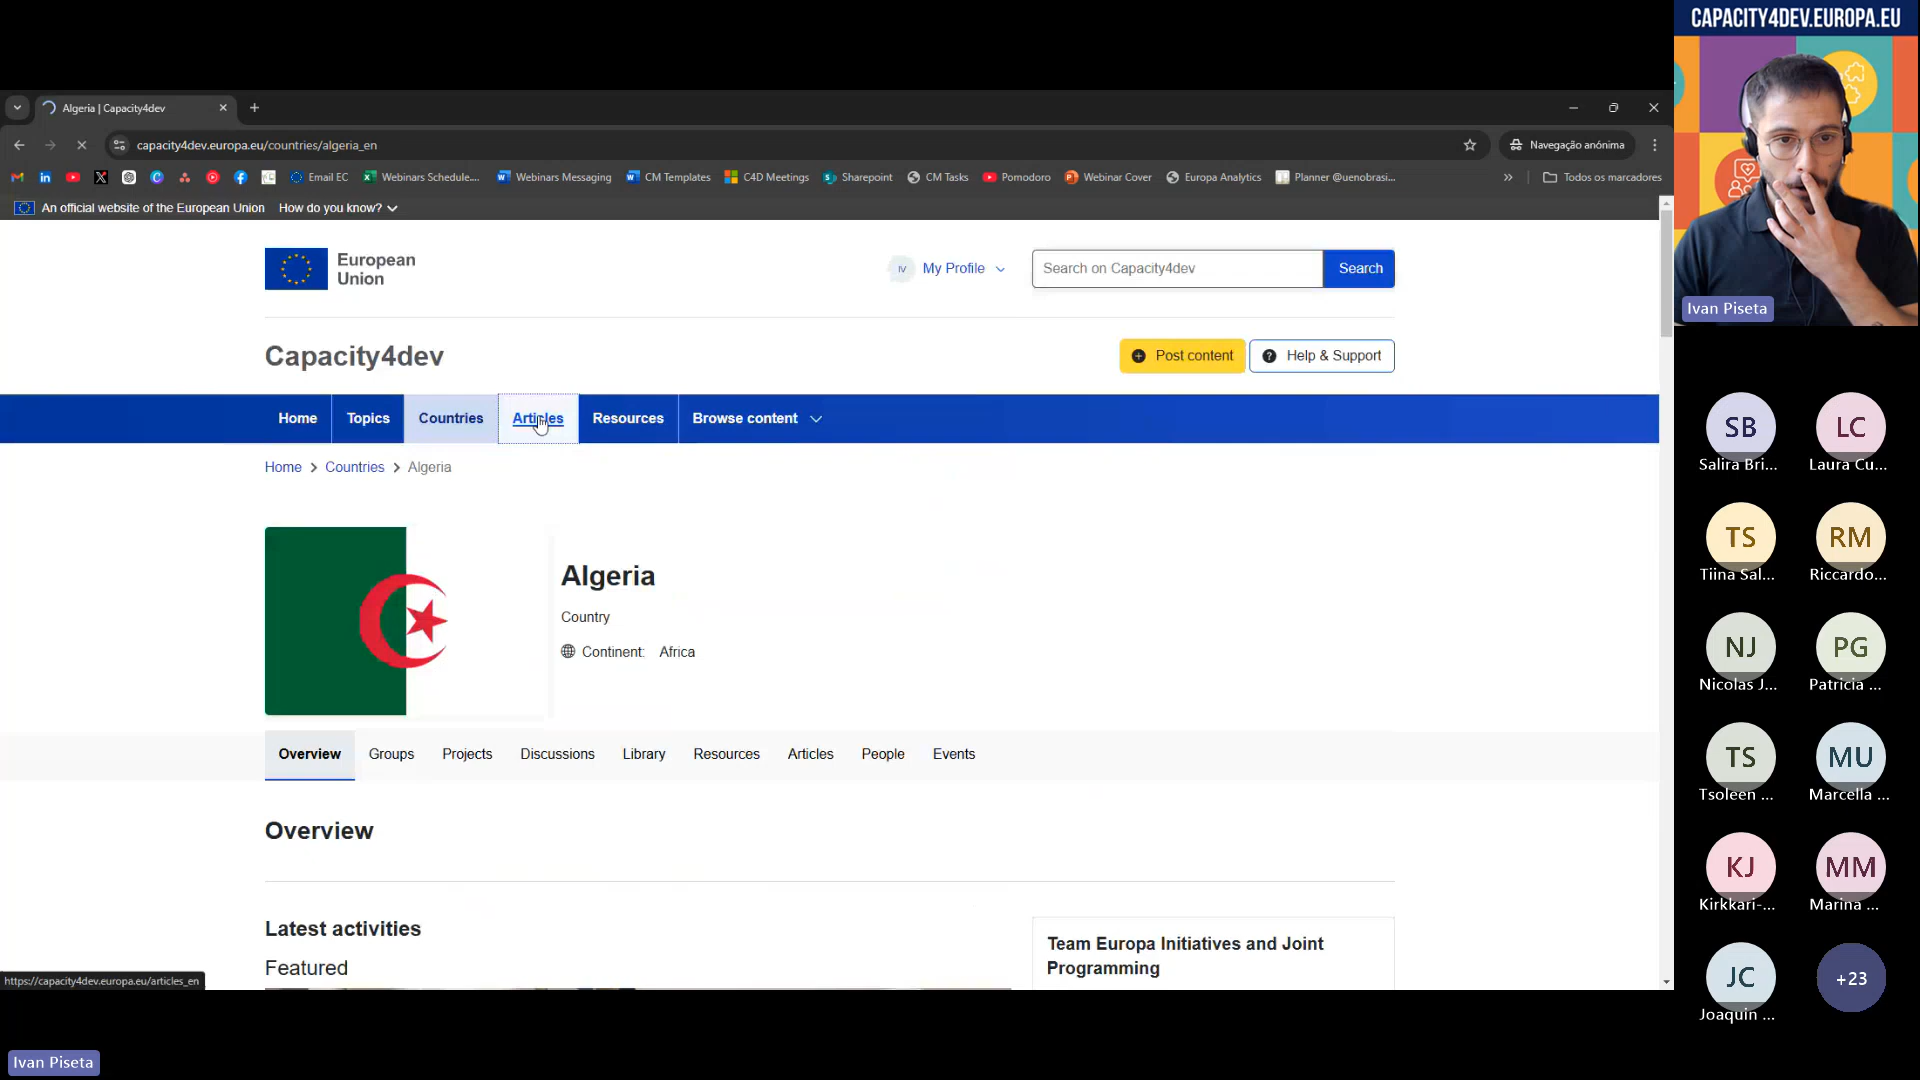 CAPACITY4DEV.EUROPA.EU
Algeria | Capacity4dev
capacity4dev.europa.eu/countries/algeria_en
Navegação anónima
Email EC
Webinars Schedule....
Webinars Messaging
CM Templates
C4D Meetings
Sharepoint
CM Tasks
Pomodoro
Webinar Cover
Europa Analytics
Planner @uenobrasi...
Todos os marcadores
An official website of the European Union How do you know?
European
Union
IV My Profile
Search on Capacity4dev
Search
Ivan Piseta
Capacity4dev
Post content
Help & Support
Home
Topics
Countries
Articles
Resources
Browse content
Home > Countries > Algeria
Algeria
Country
Continent: Africa
Overview
Groups
Projects
Discussions
Library
Resources
Articles
People
Events
Overview
Latest activities
Featured
Team Europa Initiatives and Joint
Programming
https://capacity4dev.europa.eu/articles_en
SB
Salira Bri...
LC
Laura Cu...
TS
Tiina Sal...
RM
Riccardo...
NJ
Nicolas J...
PG
Patricia ...
TS
Tsoleen ...
MU
Marcella ...
KJ
Kirkkari-...
MM
Marina ...
JC
Joaquin ...
+23
Ivan Piseta